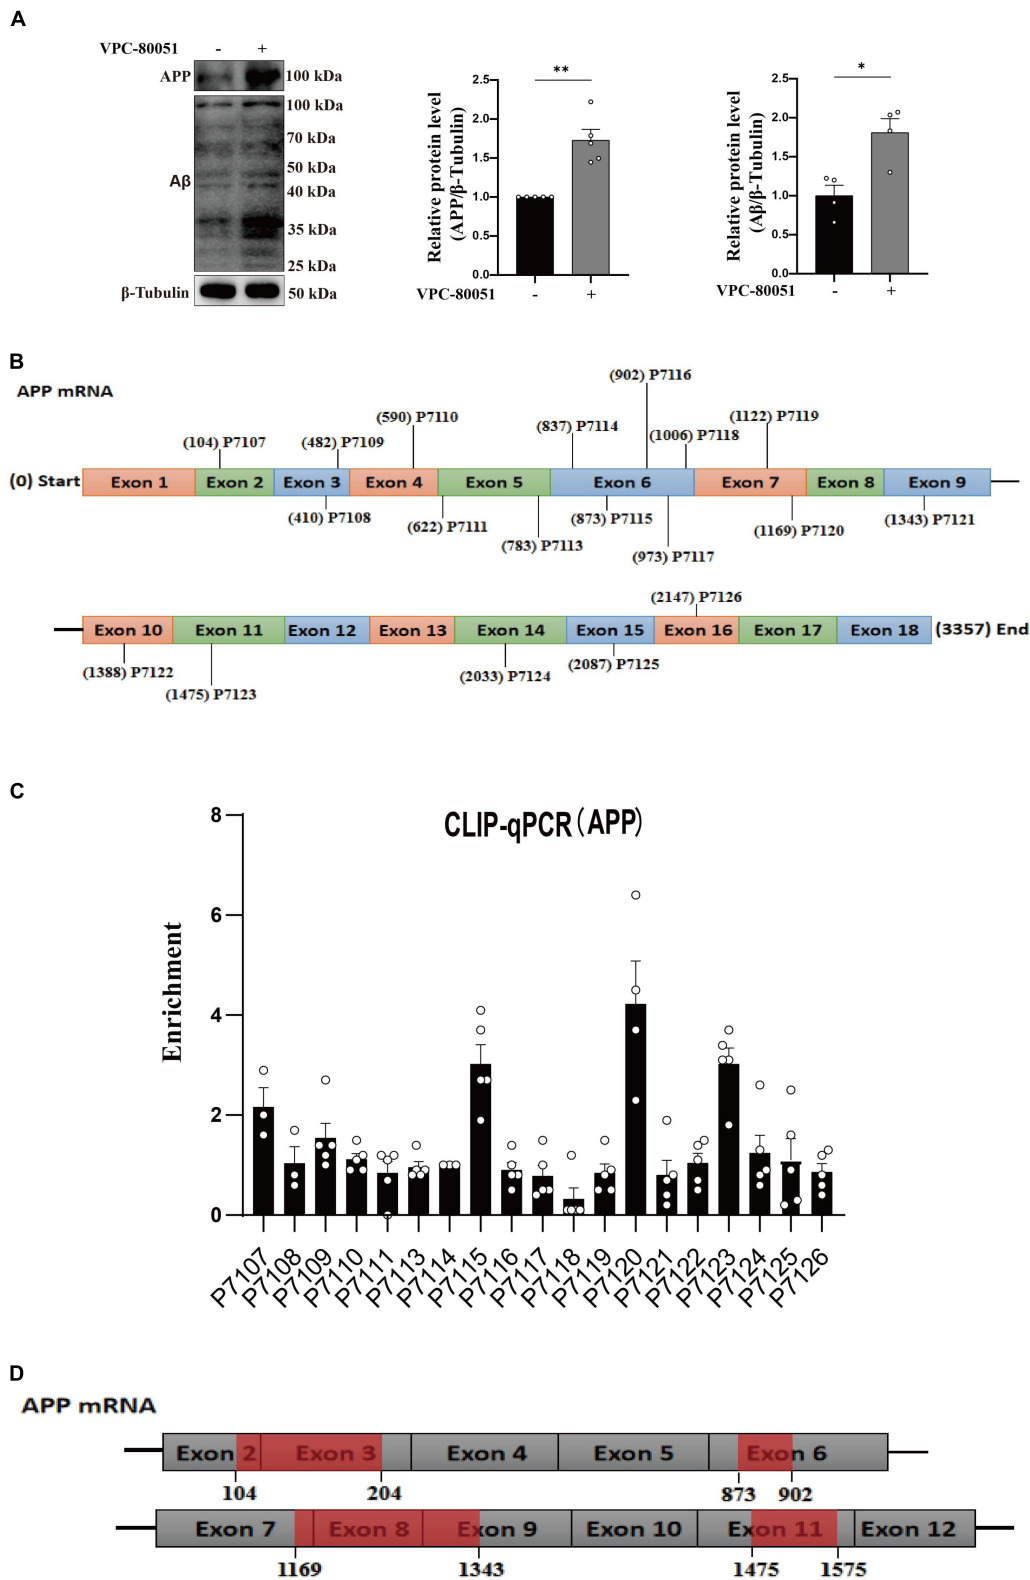 A
VPC-80051 - +
APP 100 kDa
100 kDa
70 kDa
50 kDa
Aβ
40 kDa
35 kDa
25 kDa
β-Tubulin 50 kDa
Relative protein level
(APP/β-Tubulin)
2.5
2.0
1.5
1.0
0.5
0.0
**
VPC-80051 - +
Relative protein level
(Aβ/β-Tubulin)
2.5
2.0
1.5
1.0
0.5
0.0
*
VPC-80051 - +
B
APP mRNA
(902) P7116
(590) P7110 (837) P7114 (1122) P7119
(104) P7107 (482) P7109 (1006) P7118
(0) Start Exon 1 Exon 2 Exon 3 Exon 4 Exon 5 Exon 6 Exon 7 Exon 8 Exon 9
(410) P7108 (622) P7111 (873) P7115 (1343) P7121
(783) P7113 (973) P7117 (1169) P7120
(2147) P7126
Exon 10 Exon 11 Exon 12 Exon 13 Exon 14 Exon 15 Exon 16 Exon 17 Exon 18 (3357) End
(1388) P7122 (2033) P7124 (2087) P7125
(1475) P7123
C
CLIP-qPCR(APP)
Enrichment
8
6
4
2
0
P7107 P7108 P7109 P7110 P7111 P7113 P7114 P7115 P7116 P7117 P7118 P7119 P7120 P7121 P7122 P7123 P7124 P7125 P7126
D
APP mRNA
Exon 2 Exon 3 Exon 4 Exon 5 Exon 6
104 204 873 902
Exon 7 Exon 8 Exon 9 Exon 10 Exon 11 Exon 12
1169 1343 1475 1575